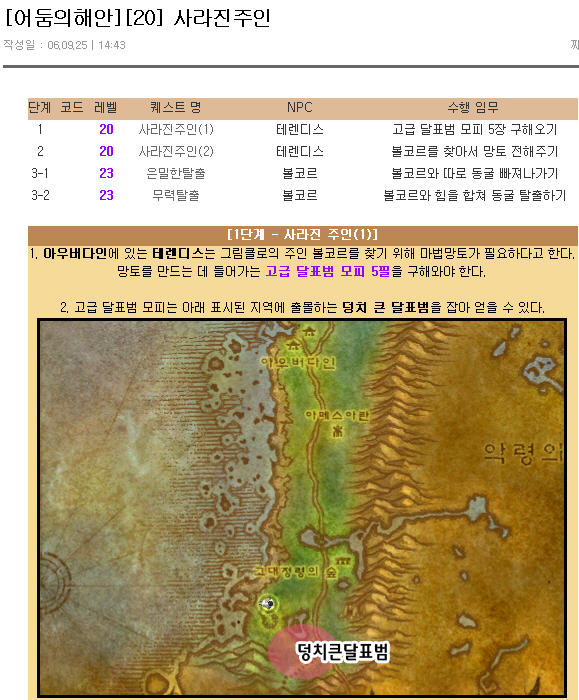 [어둠의해안][20] 사라진주인
작성일 : 06.09.25 | 14:43
단계 코드 레벨 퀘스트 명 NPC 수행 임무
1 20 사라진주인(1) 테렌디스 고급 달표범 모피 5장 구해오기
2 20 사라진주인(2) 테렌디스 볼코르를 찾아서 망토 전해주기
3-1 23 은밀한탈출 볼코르 볼코르와 따로 동굴 빠져나가기
3-2 23 무력탈출 볼코르 볼코르와 힘을 합쳐 동굴 탈출하기
[1단계 - 사라진 주인(1)]
1. 아우버다인에 있는 테렌디스는 그림클로의 주인 볼코르를 찾기 위해 마법망토가 필요하다고 한다.
망토를 만드는 데 들어가는 고급 달표범 모피 5필을 구해와야 한다.
2. 고급 달표범 모피는 아래 표시된 지역에 출몰하는 덩치 큰 달표범을 잡아 얻을 수 있다.
아우버다인
아메스아란
악령의
고대정령의 숲
덩치큰달표범